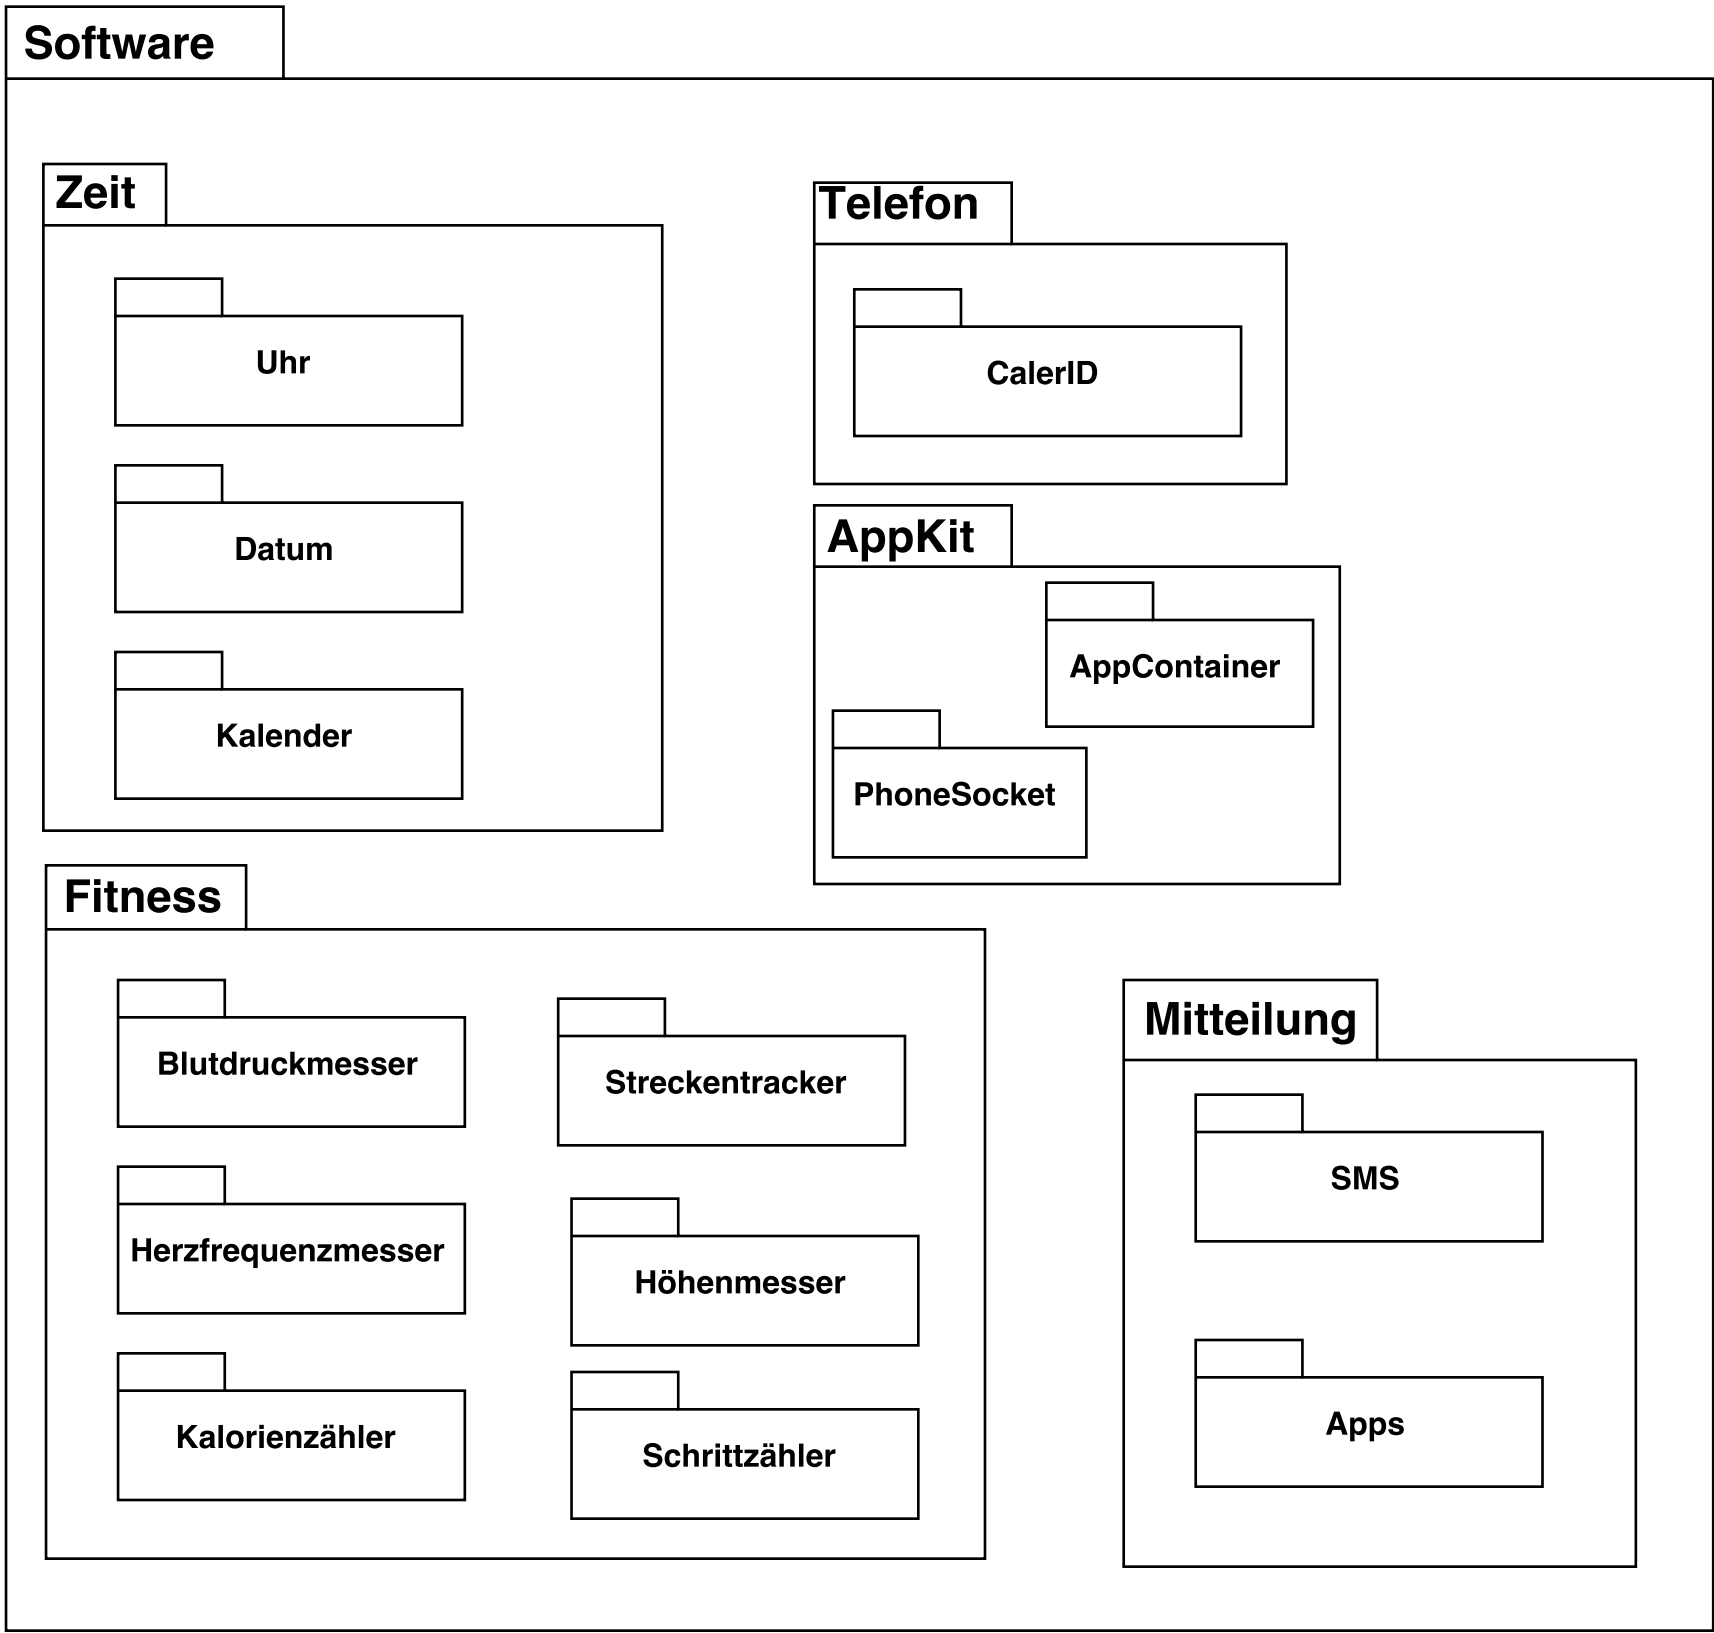 Software
Zeit
Uhr
Datum
Kalender
Telefon
CalerID
AppKit
AppContainer
PhoneSocket
Fitness
Blutdruckmesser
Streckentracker
Herzfrequenzmesser
Höhenmesser
Kalorienzähler
Schrittzähler
Mitteilung
SMS
Apps